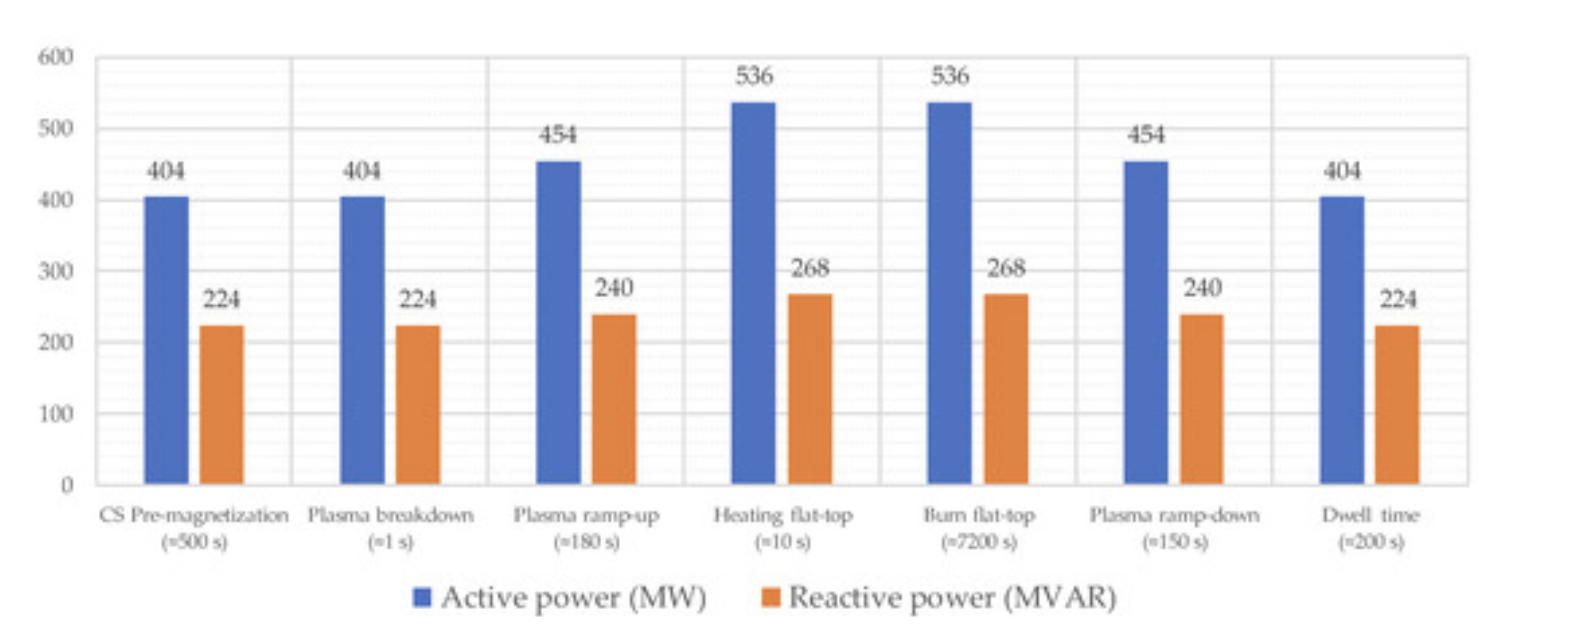 600
536
536
500
454
454
404
404
404
400
300
268
268
240
240
224
224
224
200
100
0
CS Pre-magnetization
(≈500 s)
Plasma breakdown
(≈1 s)
Plasma ramp-up
(≈180 s)
Heating flat-top
(≈10 s)
Burn flat-top
(≈7200 s)
Plasma ramp-down
(≈150 s)
Dwell time
(≈200 s)
Active power (MW)
Reactive power (MVAR)